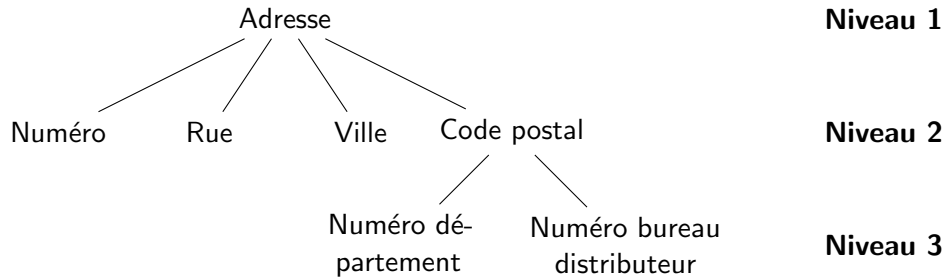 Adresse Niveau 1
Numéro Rue Ville Code postal Niveau 2
Numéro dé-
partement
Numéro bureau
distributeur
Niveau 3